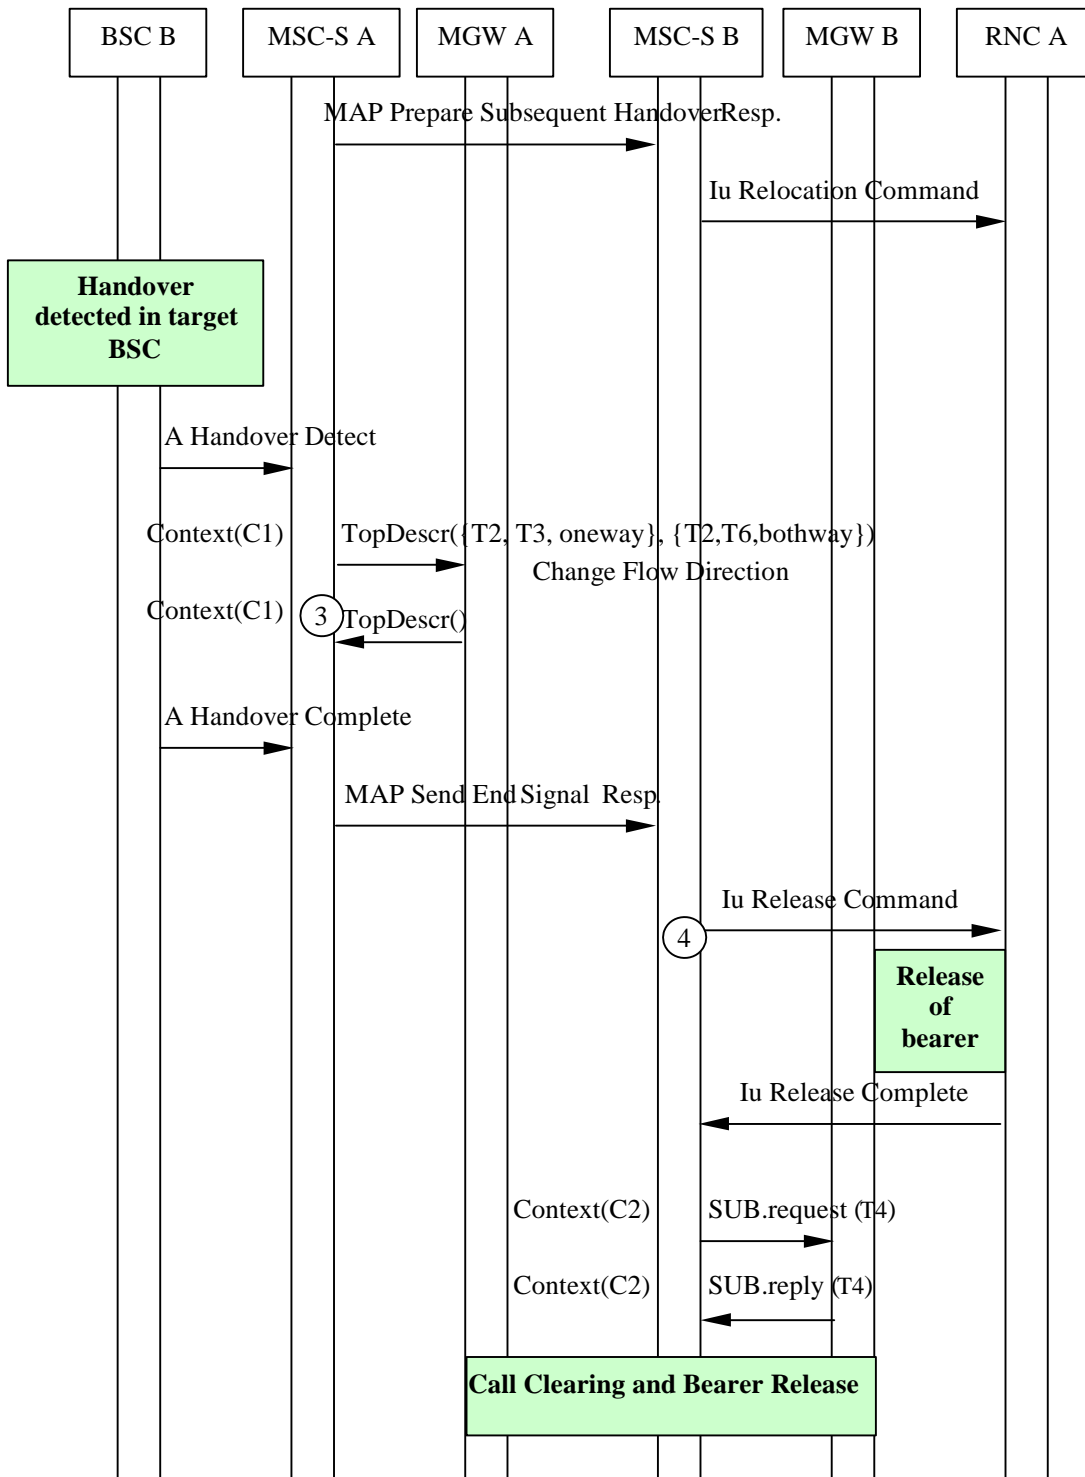 BSC B
MSC-S A
MGW A
MSC-S B
MGW B
RNC A
MAP Prepare Subsequent HandoverResp.
Iu Relocation Command
Handover
detected in target
BSC
A Handover Detect
Context(C1)
TopDescr({T2, T3, oneway}, {T2,T6,bothway})
Change Flow Direction
Context(C1)
3
TopDescr()
A Handover Complete
MAP Send End Signal Resp.
Iu Release Command
4
Release
of
bearer
Iu Release Complete
Context(C2)
SUB.request (T4)
Context(C2)
SUB.reply (T4)
Call Clearing and Bearer Release